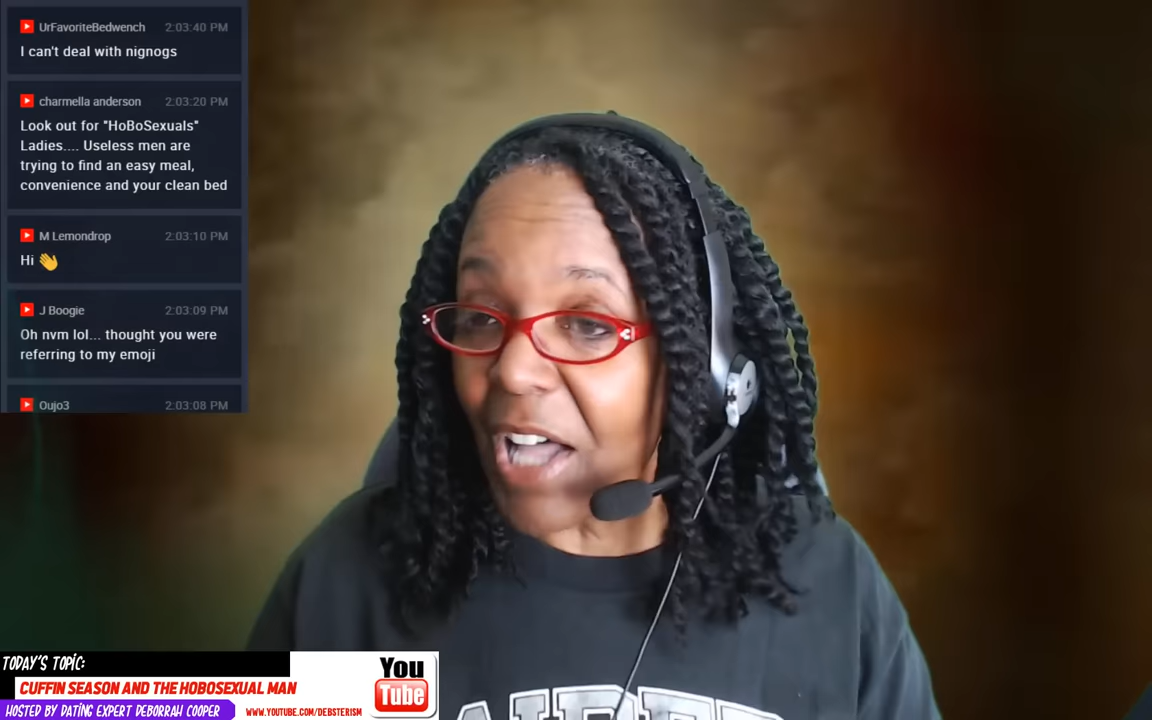 UrFavoriteBedwench 2:03:40 PM
I can't deal with nignogs
charmella anderson 2:03:20 PM
Look out for "HoBoSexuals"
Ladies.... Useless men are
trying to find an easy meal,
convenience and your clean bed
M Lemondrop 2:03:10 PM
Hi 👋
J Boogie 2:03:09 PM
Oh nvm lol... thought you were
referring to my emoji
Oujo3 2:03:08 PM
TODAY'S TOPIC:
CUFFIN SEASON AND THE HOBOSEXUAL MAN
HOSTED BY DATING EXPERT DEBORRAH COOPER
WWW.YOUTUBE.COM/DEBSTERISM
You
Tube